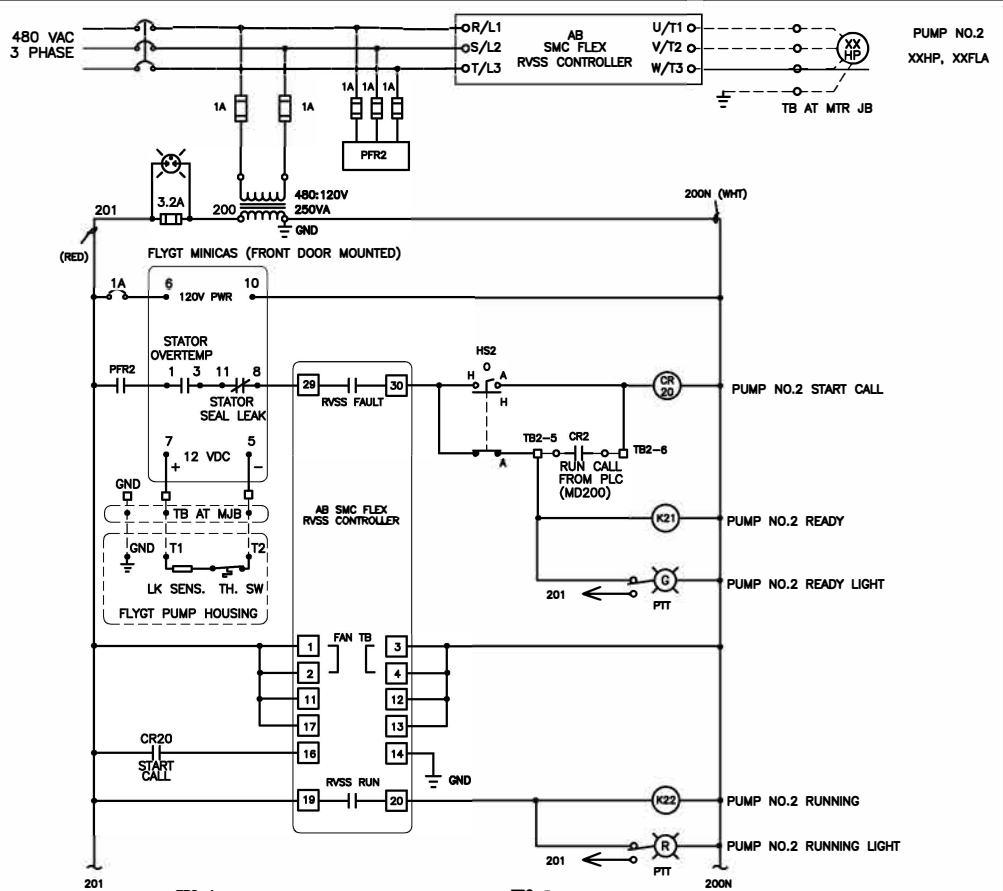 480 VAC
3 PHASE
R/L1
S/L2
T/L3
AB
SMC FLEX
RVSS CONTROLLER
U/T1
V/T2
W/T3
XX
HP
PUMP NO.2
XXHP, XXFLA
TB AT MTR JB
1A
1A
1A
1A
1A
PFR2
3.2A
201
200
480:120V
250VA
GND
200N (WHT)
(RED)
FLYGT MINICAS (FRONT DOOR MOUNTED)
1A
6
10
120V PWR
STATOR
OVERTEMP
PFR2
1
3
11
8
STATOR
SEAL LEAK
29
30
RVSS FAULT
HS2
O
H
A
H
A
CR
20
PUMP NO.2 START CALL
TB2-5
CR2
TB2-6
RUN CALL
FROM PLC
(MD200)
7
5
+
12 VDC
-
GND
TB AT MJB
AB SMC FLEX
RVSS CONTROLLER
K21
PUMP NO.2 READY
GND
T1
T2
LK SENS.
TH. SW
FLYGT PUMP HOUSING
201
G
PTT
PUMP NO.2 READY LIGHT
1
FAN TB
3
2
4
11
12
17
13
CR20
START
CALL
16
14
GND
19
RVSS RUN
20
K22
PUMP NO.2 RUNNING
201
R
PTT
PUMP NO.2 RUNNING LIGHT
201
200N